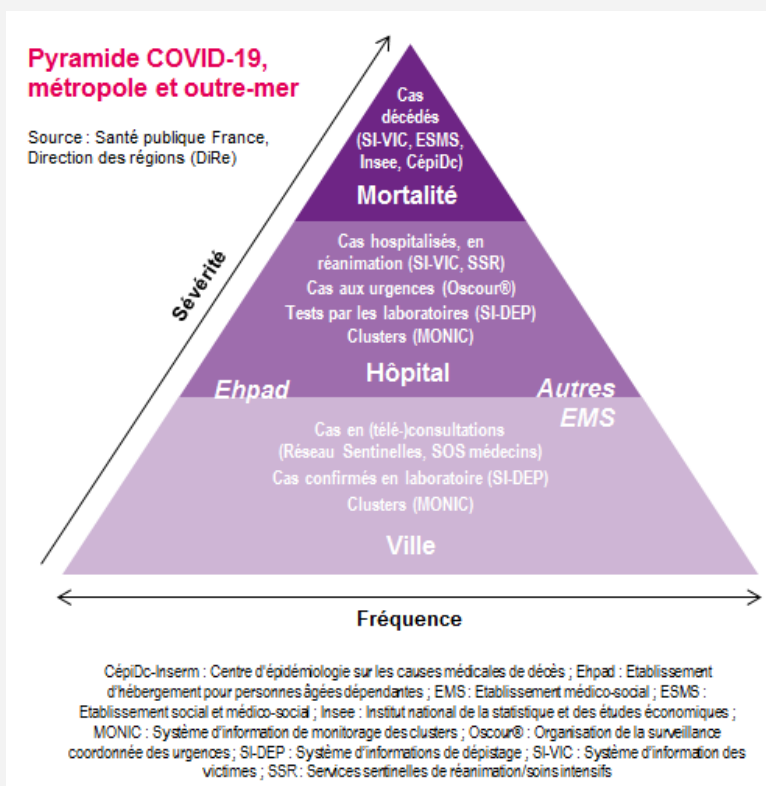 Pyramide COVID-19,
métropole et outre-mer
Source : Santé publique France,
Direction des régions (DiRe)
Sévérité
Cas
décédés
(SI-VIC, ESMS,
Insee, CépiDc)
Mortalité
Cas hospitalisés, en
réanimation (SI-VIC, SSR)
Cas aux urgences (Oscour®)
Tests par les laboratoires (SI-DEP)
Clusters (MONIC)
Hôpital
Ehpad
Autres
EMS
Cas en (télé-)consultations
(Réseau Sentinelles, SOS médecins)
Cas confirmés en laboratoire (SI-DEP)
Clusters (MONIC)
Ville
Fréquence
CépiDc-Inserm : Centre d'épidémiologie sur les causes médicales de décès ; Ehpad : Etablissement
d'hébergement pour personnes âgées dépendantes ; EMS : Etablissement médico-social ; ESMS :
Etablissement social et médico-social ; Insee : Institut national de la statistique et des études économiques ;
MONIC : Système d'information de monitorage des clusters ; Oscour® : Organisation de la surveillance
coordonnée des urgences ; SI-DEP : Système d'informations de dépistage ; SI-VIC : Système d'information des
victimes ; SSR : Services sentinelles de réanimation/soins intensifs